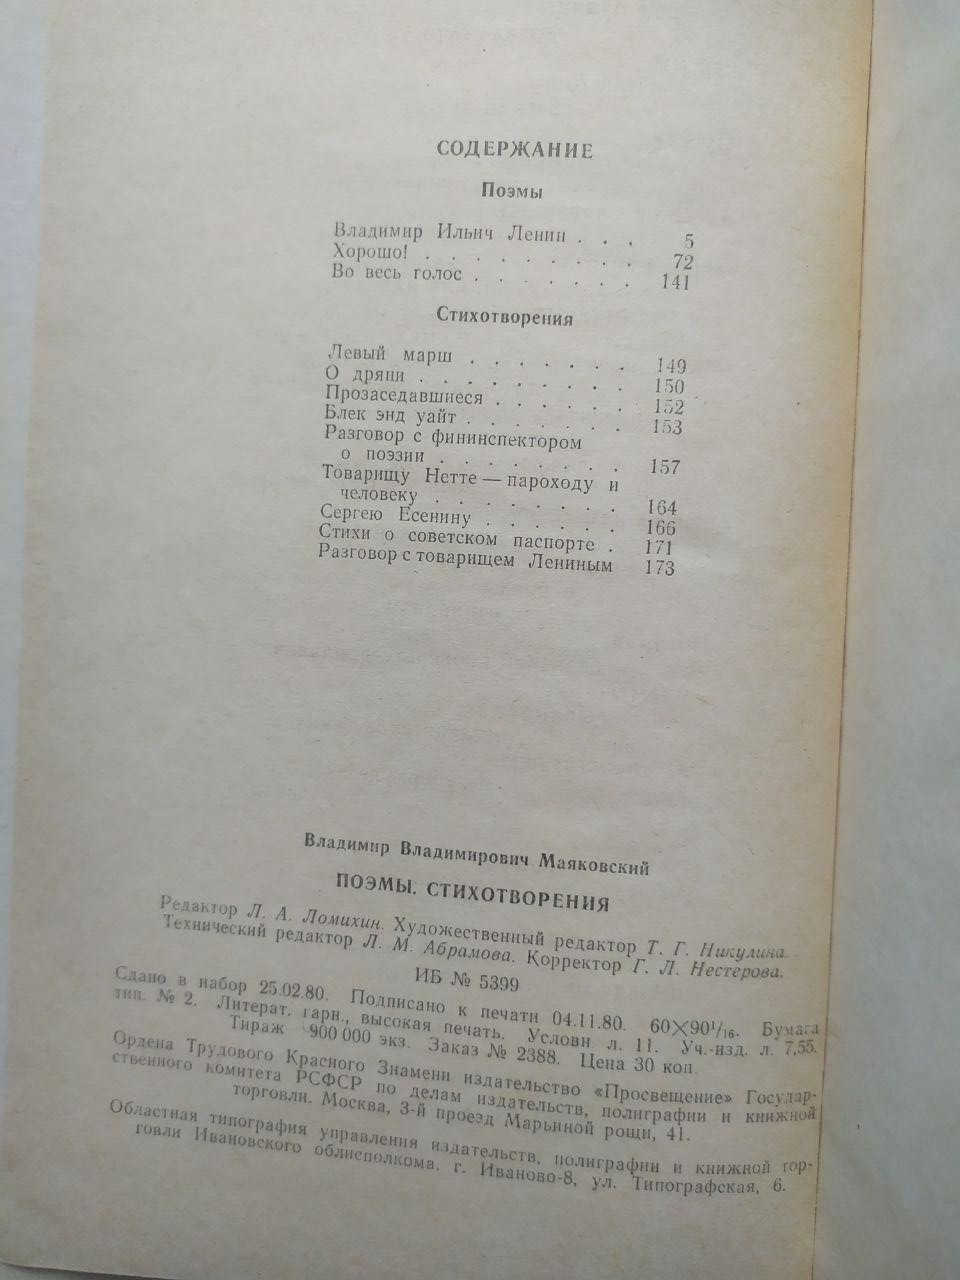 СОДЕРЖАНИЕ
Поэмы
Владимир Ильич Ленин . . . 5
Хорошо! . . . . . . . . 72
Во весь голос . . . . . . . 141
Стихотворения
Левый марш . . . . . . . 149
О дряни . . . . . . . . . 150
Прозаседавшиеся . . . . . . 152
Блек энд уайт . . . . . . . 153
Разговор с фининспектором
о поэзии . . . . . . . . 157
Товарищу Нетте — пароходу и
человеку . . . . . . . . 164
Сергею Есенину . . . . . . 166
Стихи о советском паспорте . 171
Разговор с товарищем Лениным 173
Владимир Владимирович Маяковский
ПОЭМЫ. СТИХОТВОРЕНИЯ
Редактор Л. А. Ломихин. Художественный редактор Т. Г. Никулина.
Технический редактор Л. М. Абрамова. Корректор Г. Л. Нестерова.
ИБ № 5399
Сдано в набор 25.02.80. Подписано к печати 04.11.80. 60×90¹/₁₆. Бумага
тип. № 2. Литерат. гарн., высокая печать. Условн л. 11. Уч.-изд. л. 7,55.
Тираж 900 000 экз. Заказ № 2388. Цена 30 коп.
Ордена Трудового Красного Знамени издательство «Просвещение» Государ-
ственного комитета РСФСР по делам издательств, полиграфии и книжной
торговли. Москва, 3-й проезд Марьиной рощи, 41.
Областная типография управления издательств, полиграфии и книжной тор-
говли Ивановского облисполкома, г. Иваново-8, ул. Типографская, 6.